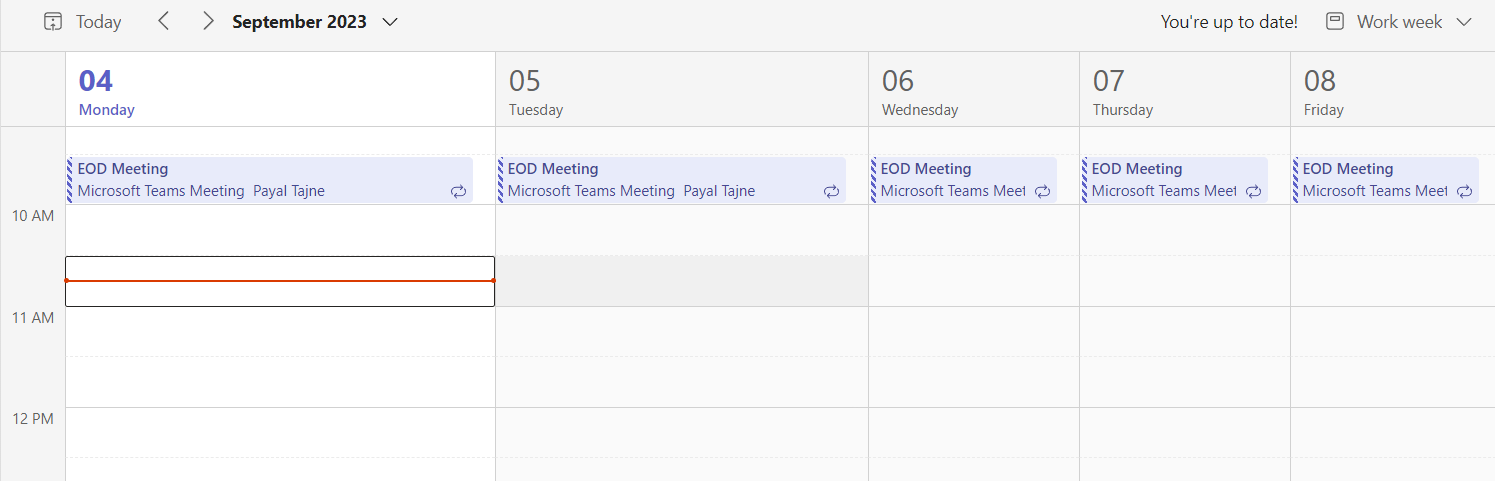 Today September 2023 You're up to date! Work week
04 05 06 07 08
Monday Tuesday Wednesday Thursday Friday
EOD Meeting EOD Meeting EOD Meeting EOD Meeting EOD Meeting
Microsoft Teams Meeting Payal Tajne Microsoft Teams Meeting Payal Tajne Microsoft Teams Meet Microsoft Teams Meet Microsoft Teams Meet
10 AM
11 AM
12 PM